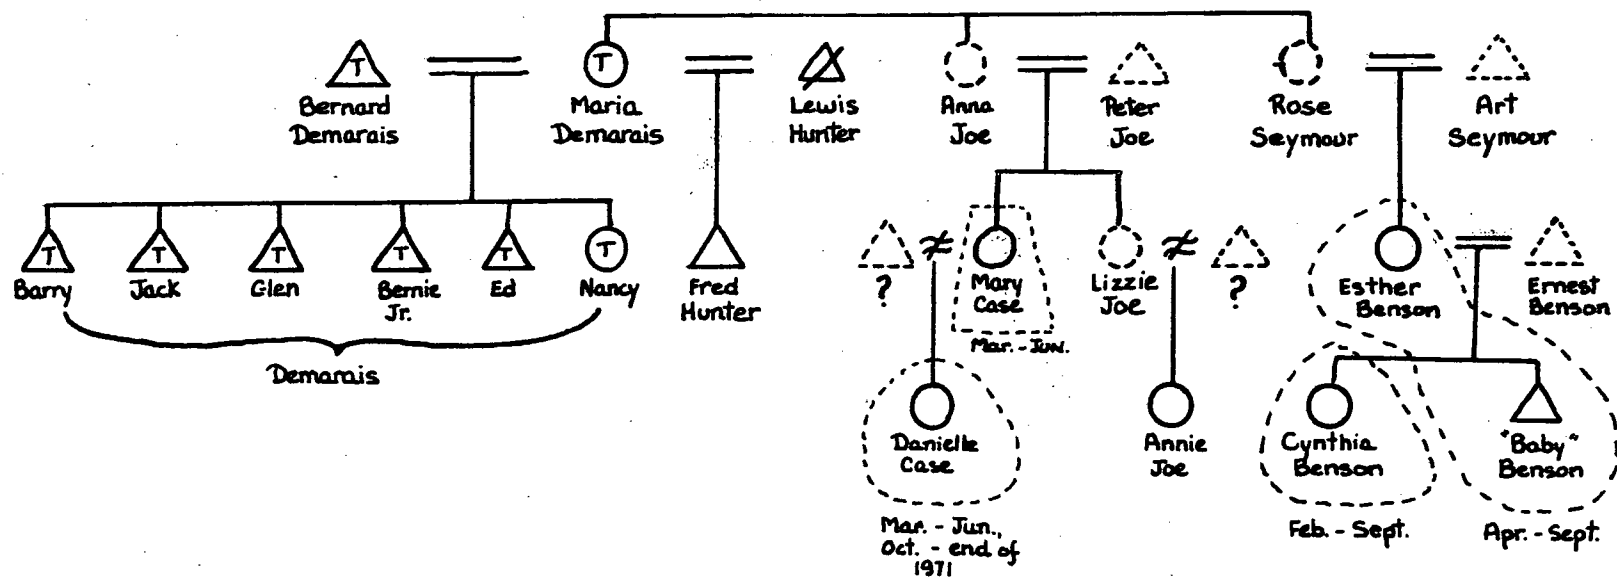 T
T
Bernard
Demarais
Maria
Demarais
Lewis
Hunter
Anna
Joe
Peter
Joe
Rose
Seymour
Art
Seymour
T
T
T
T
T
T
Barry
Jack
Glen
Bernie
Jr.
Ed
Nancy
Fred
Hunter
?
Mary
Case
Mar. - Jun.
Lizzie
Joe
?
Esther
Benson
Ernest
Benson
Demarais
Danielle
Case
Mar. - Jun.,
Oct. - end of
1971
Annie
Joe
Cynthia
Benson
Feb. - Sept.
"Baby"
Benson
Apr. - Sept.